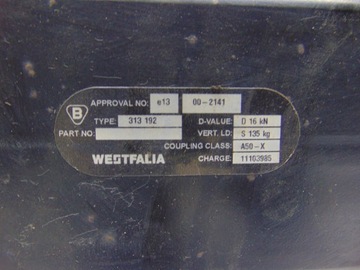 B
APPROVAL NO: e13 00-2141
TYPE: 313 192 D-VALUE: D 16 kN
PART NO: VERT. LD: S 135 kg
COUPLING CLASS: A50-X
WESTFALIA CHARGE: 11103985